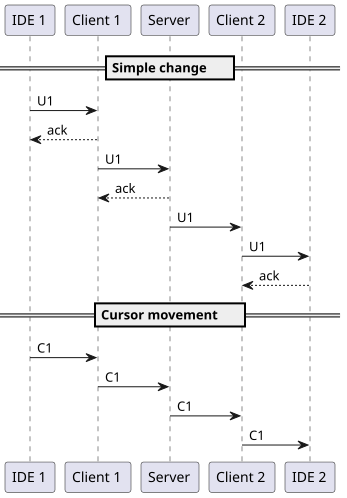 IDE 1 Client 1 Server Client 2 IDE 2
Simple change
U1
ack
U1
ack
U1
U1
ack
Cursor movement
C1
C1
C1
C1
IDE 1 Client 1 Server Client 2 IDE 2